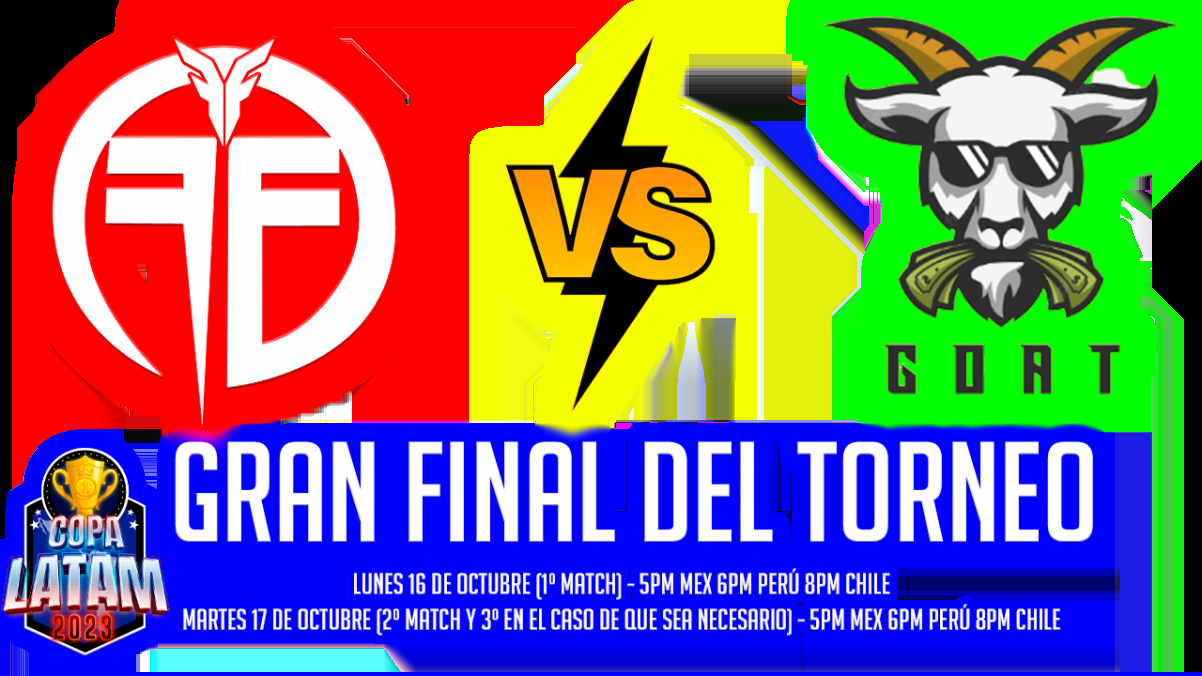 VS
GOAT
GRAN FINAL DEL TORNEO
COPA
LATAM
2023
LUNES 16 DE OCTUBRE (1º MATCH) - 5PM MEX 6PM PERÚ 8PM CHILE
MARTES 17 DE OCTUBRE (2º MATCH Y 3º EN EL CASO DE QUE SEA NECESARIO) - 5PM MEX 6PM PERÚ 8PM CHILE